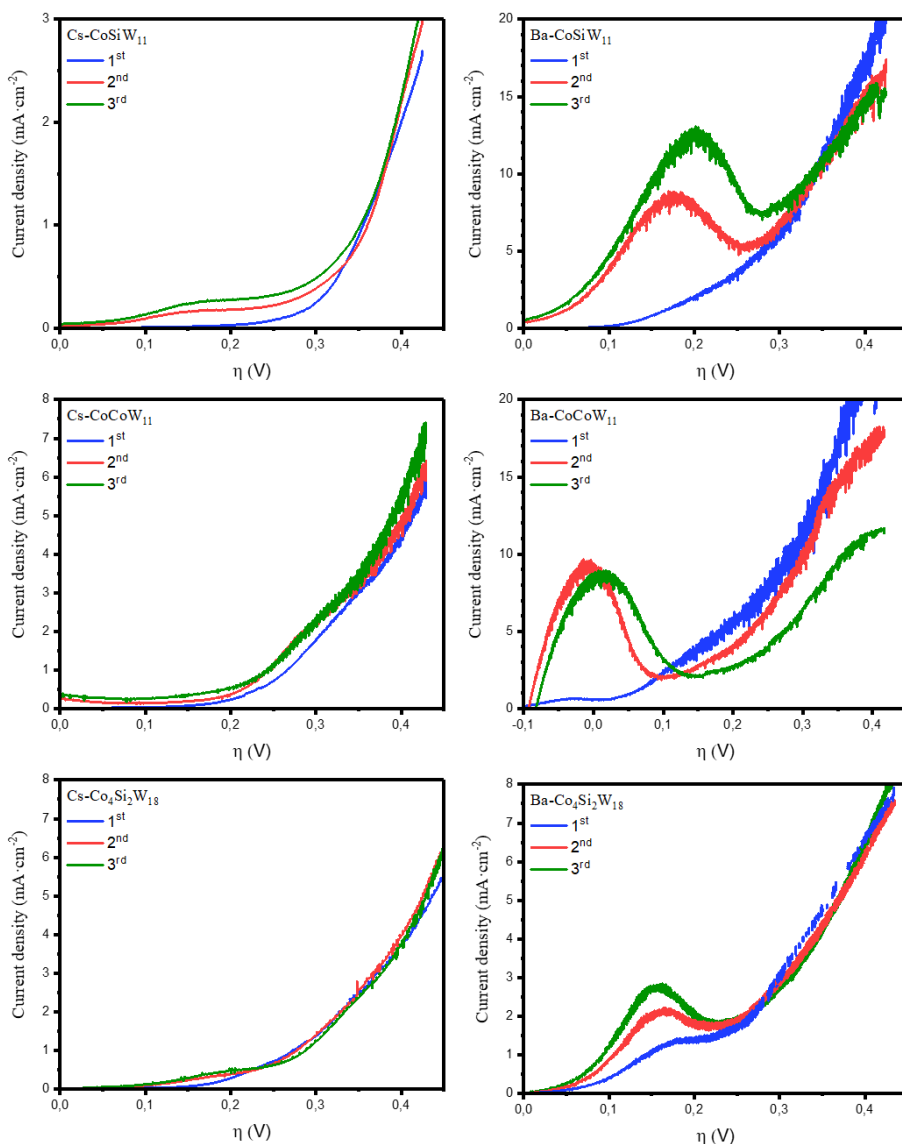 Cs-CoSiW₁₁
1ˢᵗ
2ⁿᵈ
3ʳᵈ
Current density (mA·cm⁻²)
3
2
1
0
0,0 0,1 0,2 0,3 0,4
η (V)
Ba-CoSiW₁₁
1ˢᵗ
2ⁿᵈ
3ʳᵈ
Current density (mA·cm⁻²)
20
15
10
5
0
0,0 0,1 0,2 0,3 0,4
η (V)
Cs-CoCoW₁₁
1ˢᵗ
2ⁿᵈ
3ʳᵈ
Current density (mA·cm⁻²)
8
7
6
5
4
3
2
1
0
0,0 0,1 0,2 0,3 0,4
η (V)
Ba-CoCoW₁₁
1ˢᵗ
2ⁿᵈ
3ʳᵈ
Current density (mA·cm⁻²)
20
15
10
5
0
-0,1 0,0 0,1 0,2 0,3 0,4
η (V)
Cs-Co₄Si₂W₁₈
1ˢᵗ
2ⁿᵈ
3ʳᵈ
Current density (mA·cm⁻²)
8
7
6
5
4
3
2
1
0
0,0 0,1 0,2 0,3 0,4
η (V)
Ba-Co₄Si₂W₁₈
1ˢᵗ
2ⁿᵈ
3ʳᵈ
Current density (mA·cm⁻²)
8
7
6
5
4
3
2
1
0
0,0 0,1 0,2 0,3 0,4
η (V)